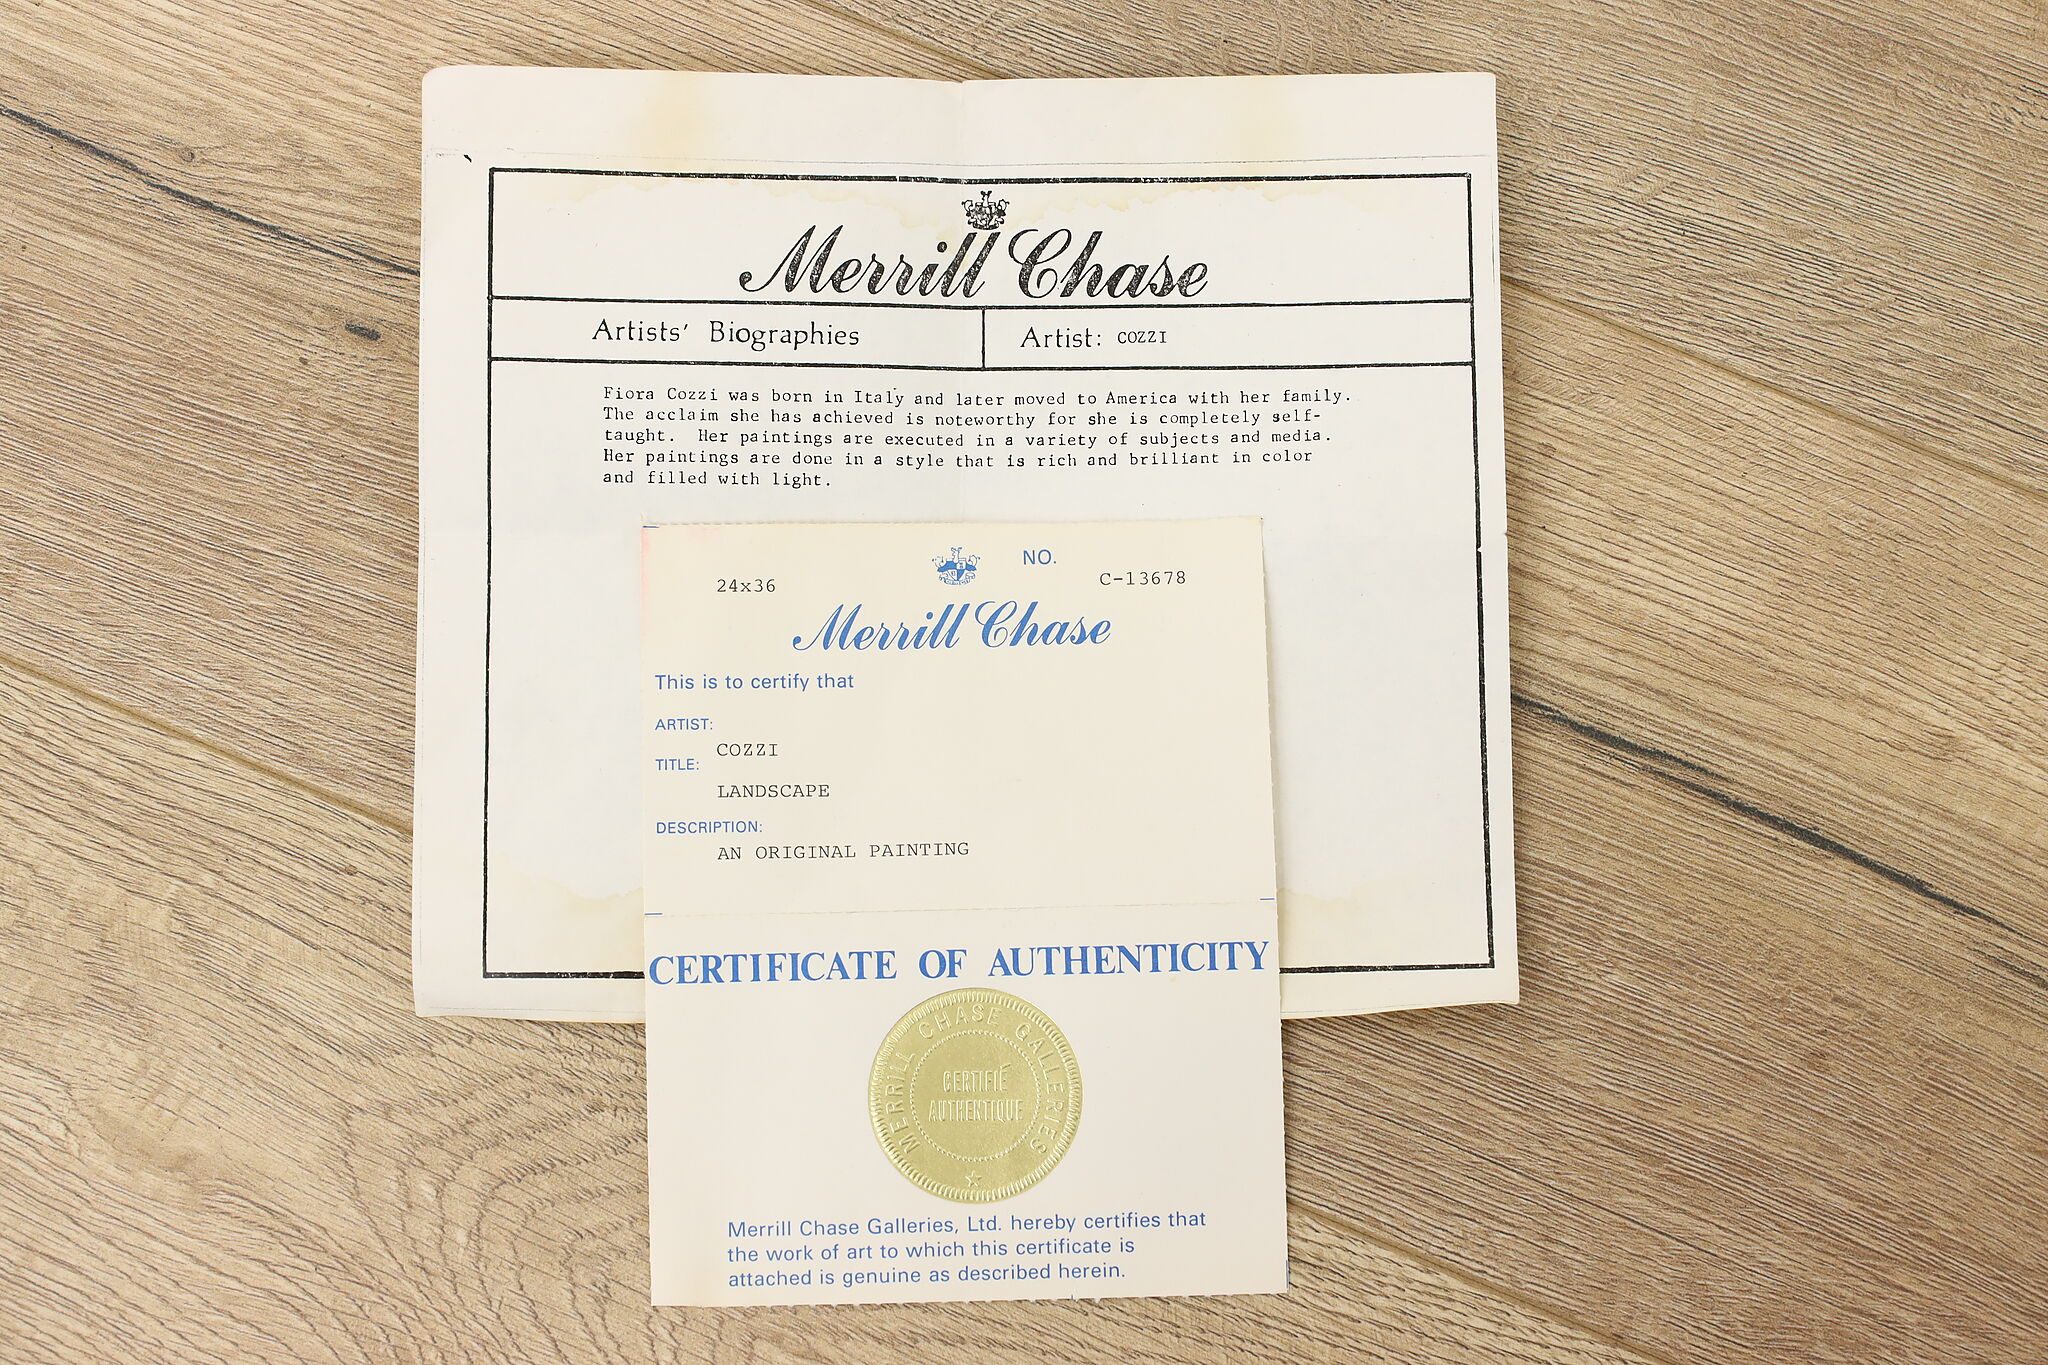 Merrill Chase
Artists' Biographies
Artist: COZZI
Fiora Cozzi was born in Italy and later moved to America with her family.
The acclaim she has achieved is noteworthy for she is completely self-
taught. Her paintings are executed in a variety of subjects and media.
Her paintings are done in a style that is rich and brilliant in color
and filled with light.
NO.
24x36
C-13678
Merrill Chase
This is to certify that
ARTIST:
COZZI
TITLE:
LANDSCAPE
DESCRIPTION:
AN ORIGINAL PAINTING
CERTIFICATE OF AUTHENTICITY
MERRILL CHASE GALLERIES
CERTIFIÉ
AUTHENTIQUE
Merrill Chase Galleries, Ltd. hereby certifies that
the work of art to which this certificate is
attached is genuine as described herein.